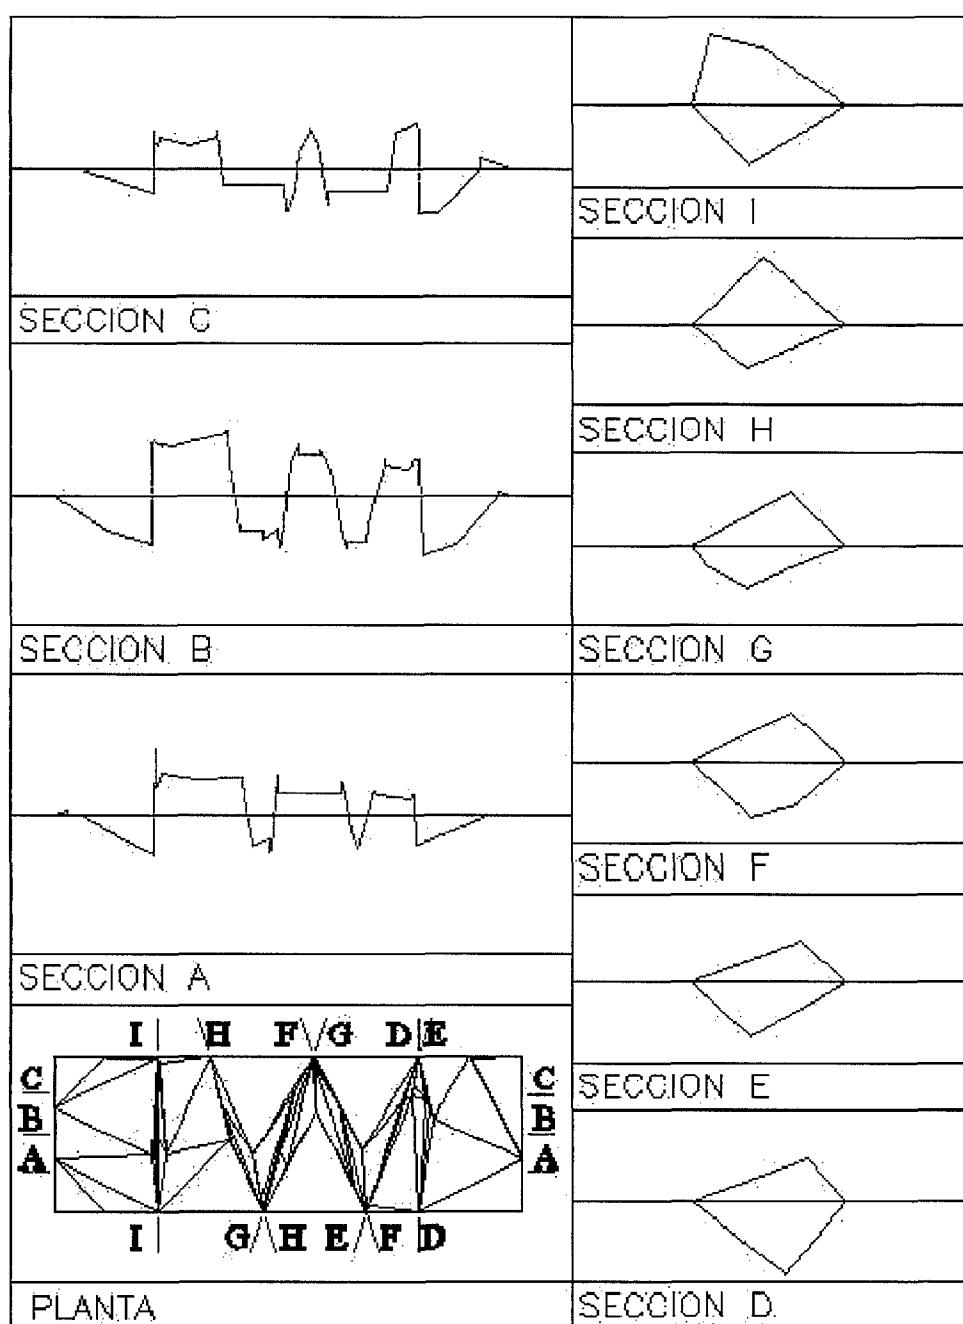 SECCION C
SECCION B
SECCION A
I H F G D E
C C
B B
A A
I G H E F D
PLANTA
SECCION I
SECCION H
SECCION G
SECCION F
SECCION E
SECCION D